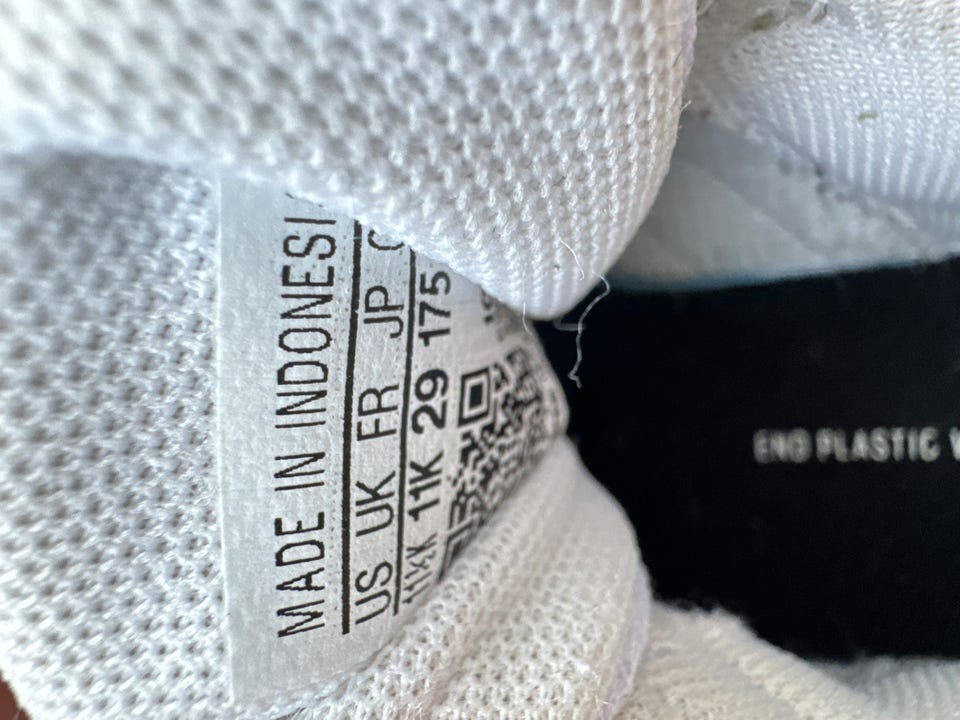 MADE IN INDONESI
US UK FR JP C
11½K 11K 29 175
END PLASTIC